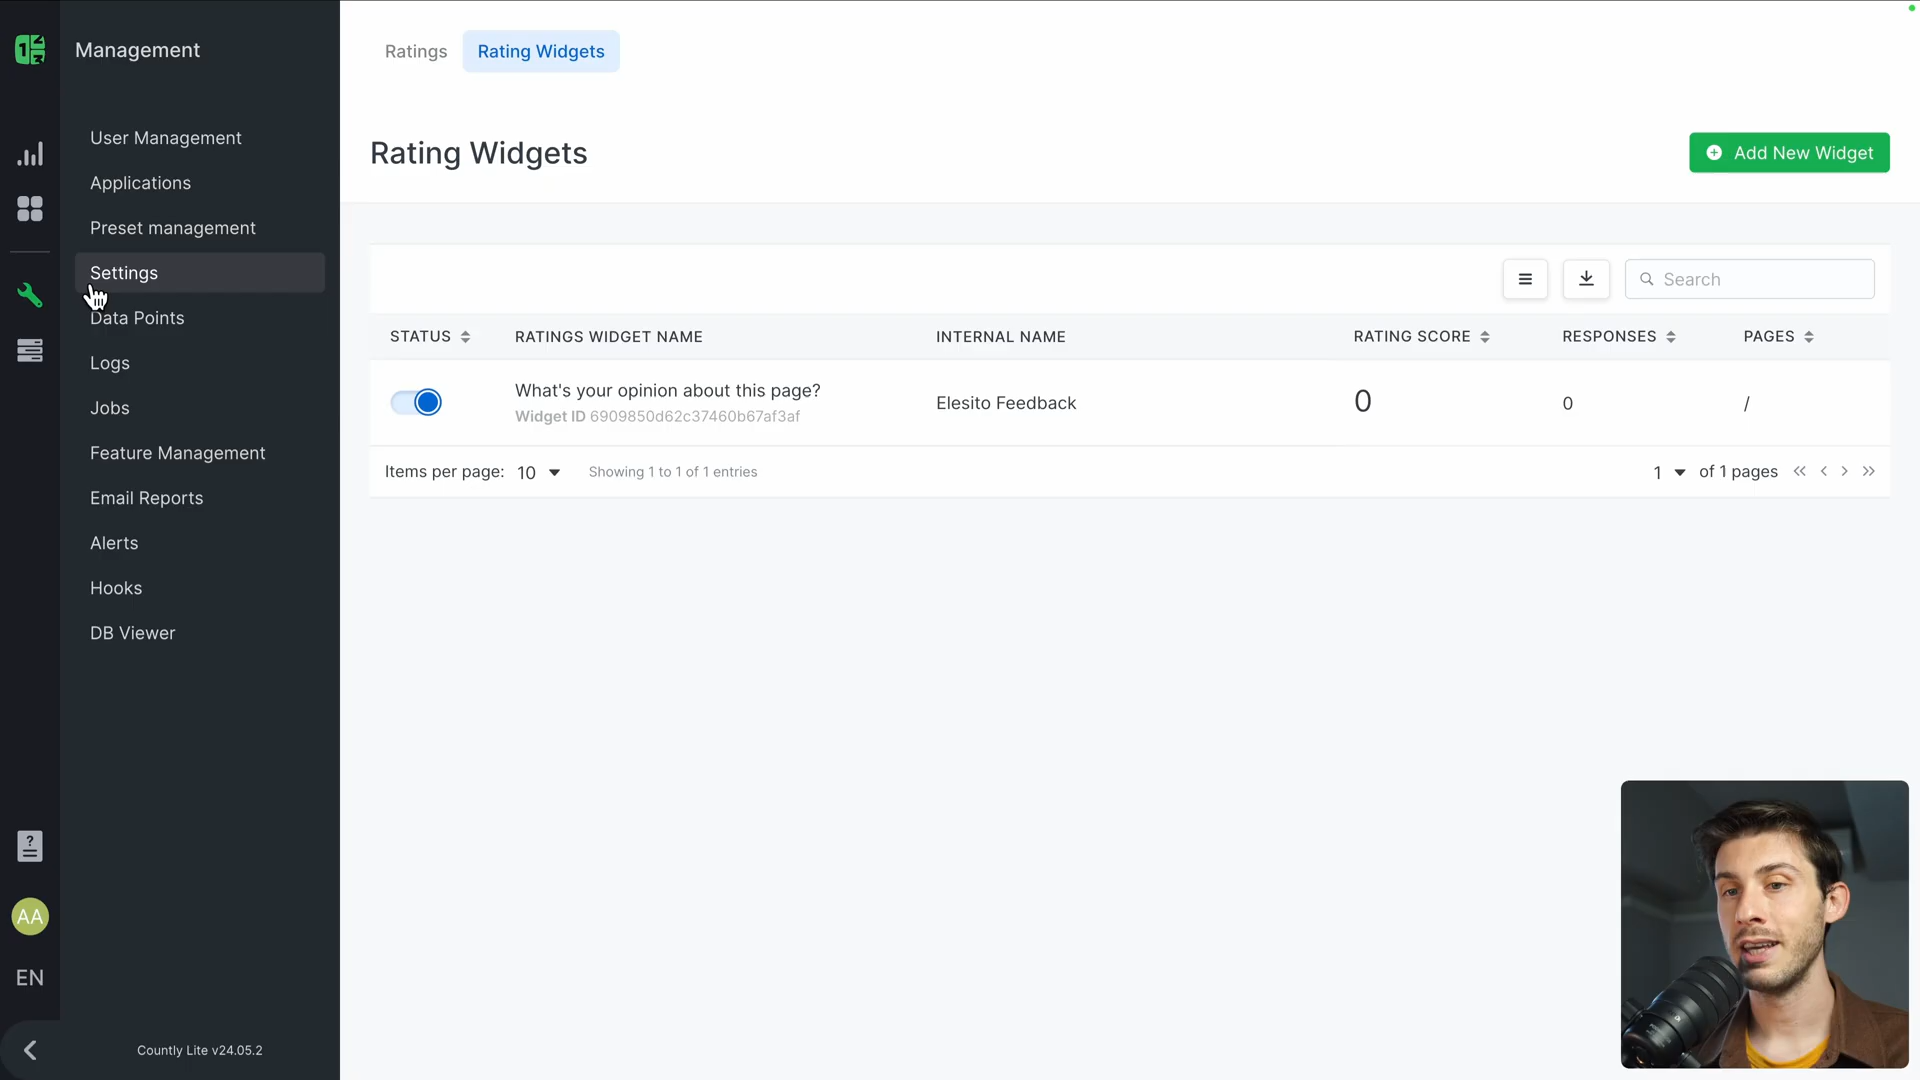 Management
User Management
Applications
Preset management
Settings
Data Points
Logs
Jobs
Feature Management
Email Reports
Alerts
Hooks
DB Viewer
AA
EN
Countly Lite v24.05.2
Ratings
Rating Widgets
Rating Widgets
Add New Widget
Search
STATUS
RATINGS WIDGET NAME
INTERNAL NAME
RATING SCORE
RESPONSES
PAGES
What's your opinion about this page?
Widget ID 6909850d62c37460b67af3af
Elesito Feedback
0
0
/
Items per page: 10
Showing 1 to 1 of 1 entries
1 of 1 pages